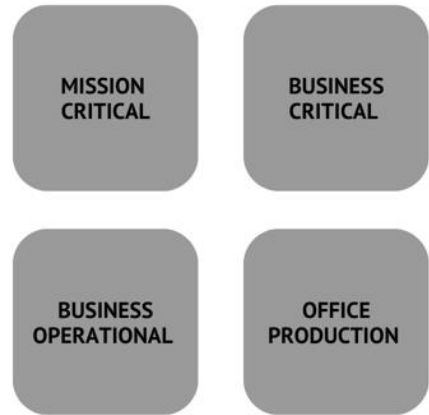 MISSION
CRITICAL
BUSINESS
CRITICAL
BUSINESS
OPERATIONAL
OFFICE
PRODUCTION